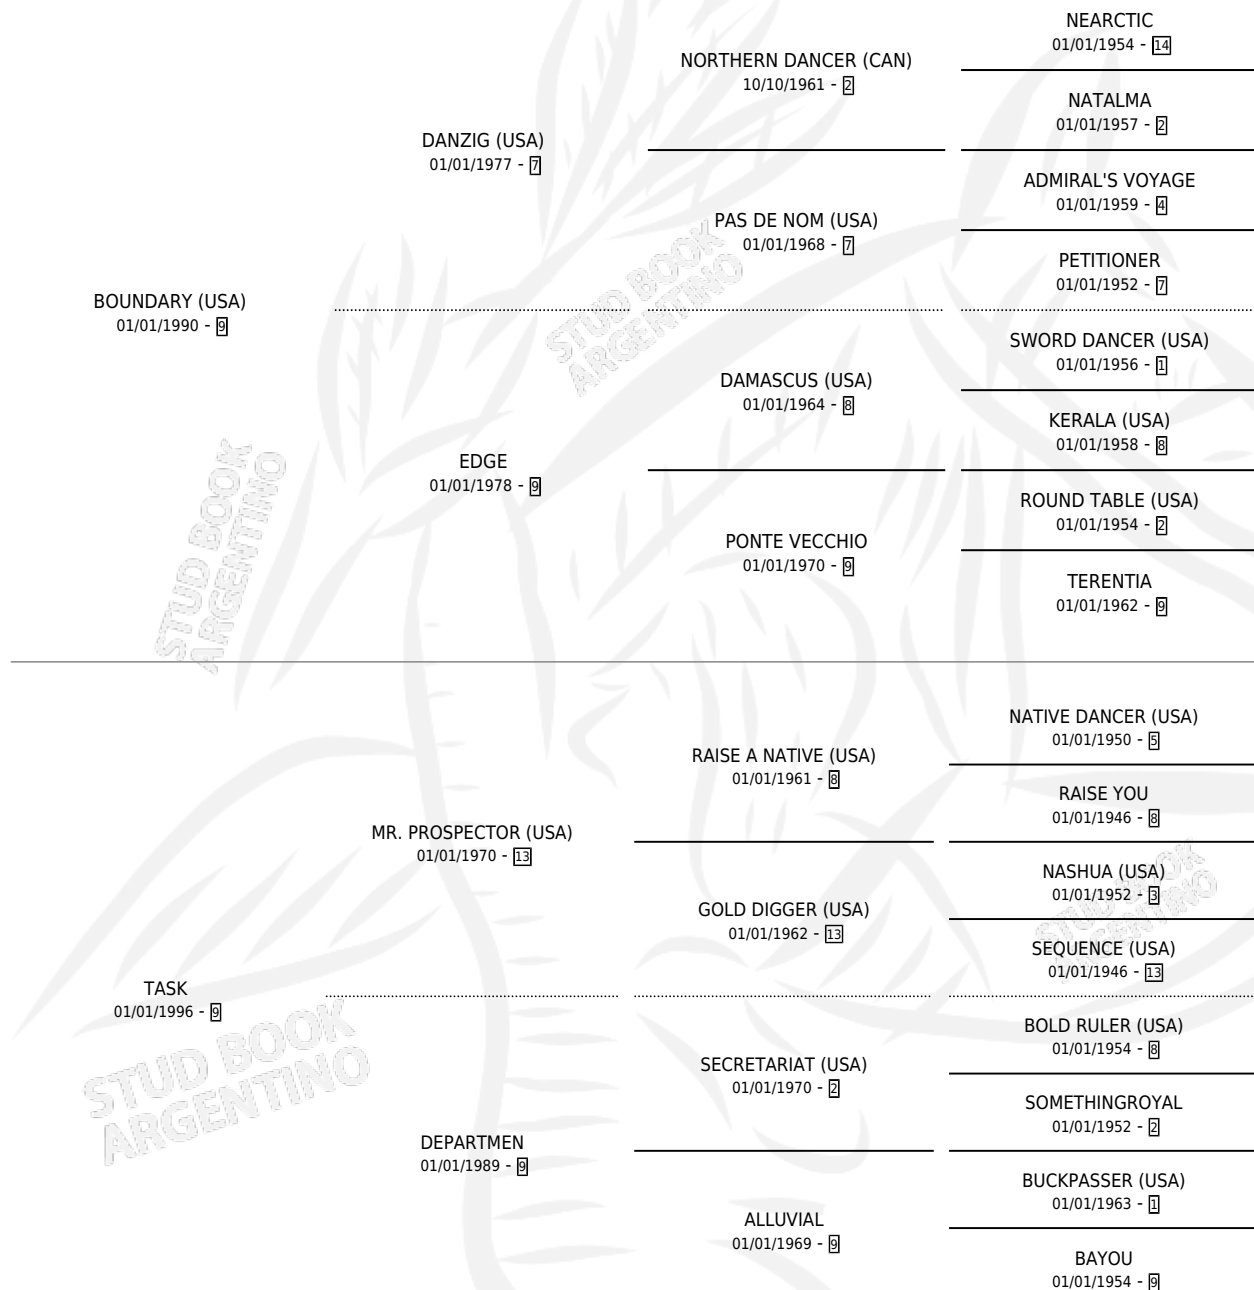 NEARCTIC
01/01/1954 - 14
NORTHERN DANCER (CAN)
10/10/1961 - 2
NATALMA
01/01/1957 - 2
DANZIG (USA)
01/01/1977 - 7
ADMIRAL'S VOYAGE
01/01/1959 - 4
PAS DE NOM (USA)
01/01/1968 - 7
PETITIONER
01/01/1952 - 7
BOUNDARY (USA)
01/01/1990 - 9
STUD BOOK
ARGENTINO
SWORD DANCER (USA)
01/01/1956 - 1
DAMASCUS (USA)
01/01/1964 - 8
KERALA (USA)
01/01/1958 - 8
EDGE
01/01/1978 - 9
ROUND TABLE (USA)
01/01/1954 - 2
PONTE VECCHIO
01/01/1970 - 9
TERENTIA
01/01/1962 - 9
STUD BOOK
ARGENTINO
NATIVE DANCER (USA)
01/01/1950 - 5
RAISE A NATIVE (USA)
01/01/1961 - 8
RAISE YOU
01/01/1946 - 8
MR. PROSPECTOR (USA)
01/01/1970 - 13
NASHUA (USA)
01/01/1952 - 3
GOLD DIGGER (USA)
01/01/1962 - 13
STUD BOOK
ARGENTINO
SEQUENCE (USA)
01/01/1946 - 13
TASK
01/01/1996 - 9
BOLD RULER (USA)
01/01/1954 - 8
SECRETARIAT (USA)
01/01/1970 - 2
STUD BOOK
ARGENTINO
SOMETHINGROYAL
01/01/1952 - 2
DEPARTMEN
01/01/1989 - 9
BUCKPASSER (USA)
01/01/1963 - 1
ALLUVIAL
01/01/1969 - 9
BAYOU
01/01/1954 - 9